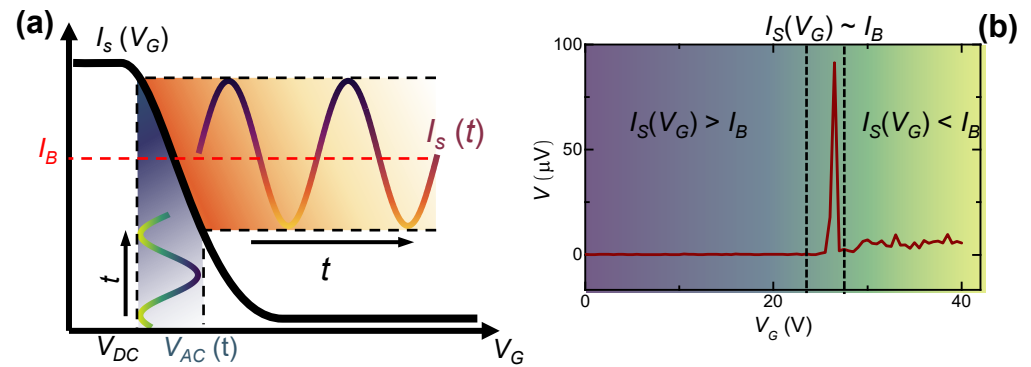 (a)
I_s (V_G)
I_B
I_s (t)
t
t
V_DC
V_AC (t)
V_G
I_S(V_G) ~ I_B
(b)
100
I_S(V_G) > I_B
I_S(V_G) < I_B
50
V (µV)
0
0
20
40
V_G (V)